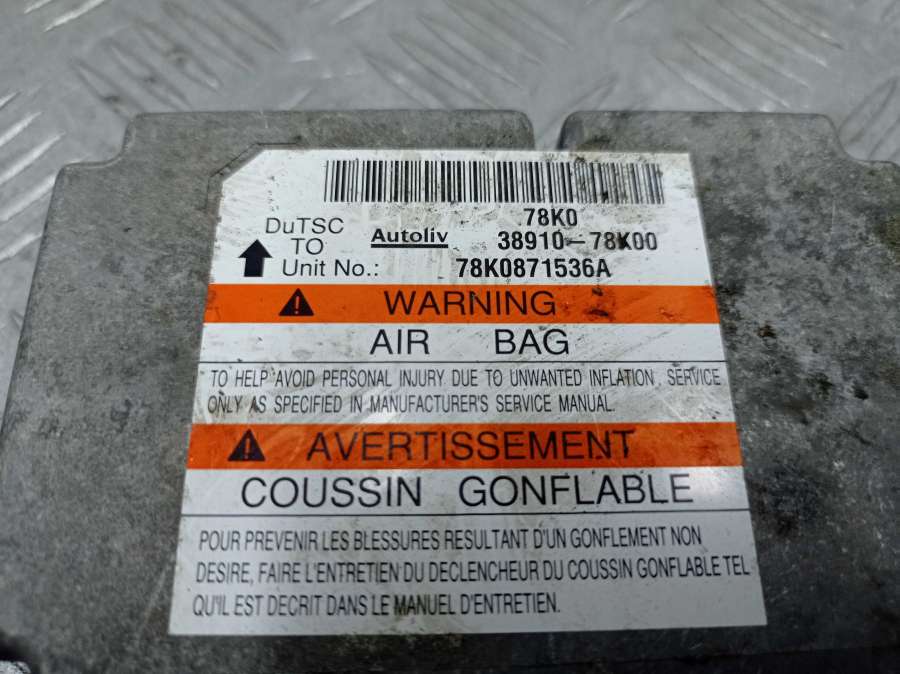 78K0
DuTSC
TO
Autoliv 38910-78K00
Unit No.: 78K0871536A
WARNING
AIR BAG
TO HELP AVOID PERSONAL INJURY DUE TO UNWANTED INFLATION, SERVICE
ONLY AS SPECIFIED IN MANUFACTURER'S SERVICE MANUAL.
AVERTISSEMENT
COUSSIN GONFLABLE
POUR PREVENIR LES BLESSURES RESULTANT D'UN GONFLEMENT NON
DESIRE, FAIRE L'ENTRETIEN DU DECLENCHEUR DU COUSSIN GONFLABLE TEL
QU'IL EST DECRIT DANS LE MANUEL D'ENTRETIEN.